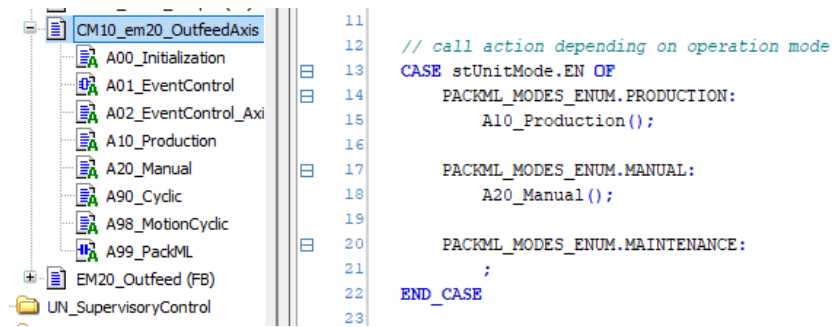 CM10_em20_OutfeedAxis
A00_Initialization
A01_EventControl
A02_EventControl_Axi
A10_Production
A20_Manual
A90_Cyclic
A98_MotionCyclic
A99_PackML
EM20_Outfeed (FB)
UN_SupervisoryControl
11
12 // call action depending on operation mode
13 CASE stUnitMode.EN OF
14 PACKML_MODES_ENUM.PRODUCTION:
15 A10_Production();
16
17 PACKML_MODES_ENUM.MANUAL:
18 A20_Manual();
19
20 PACKML_MODES_ENUM.MAINTENANCE:
21 ;
22 END_CASE
23